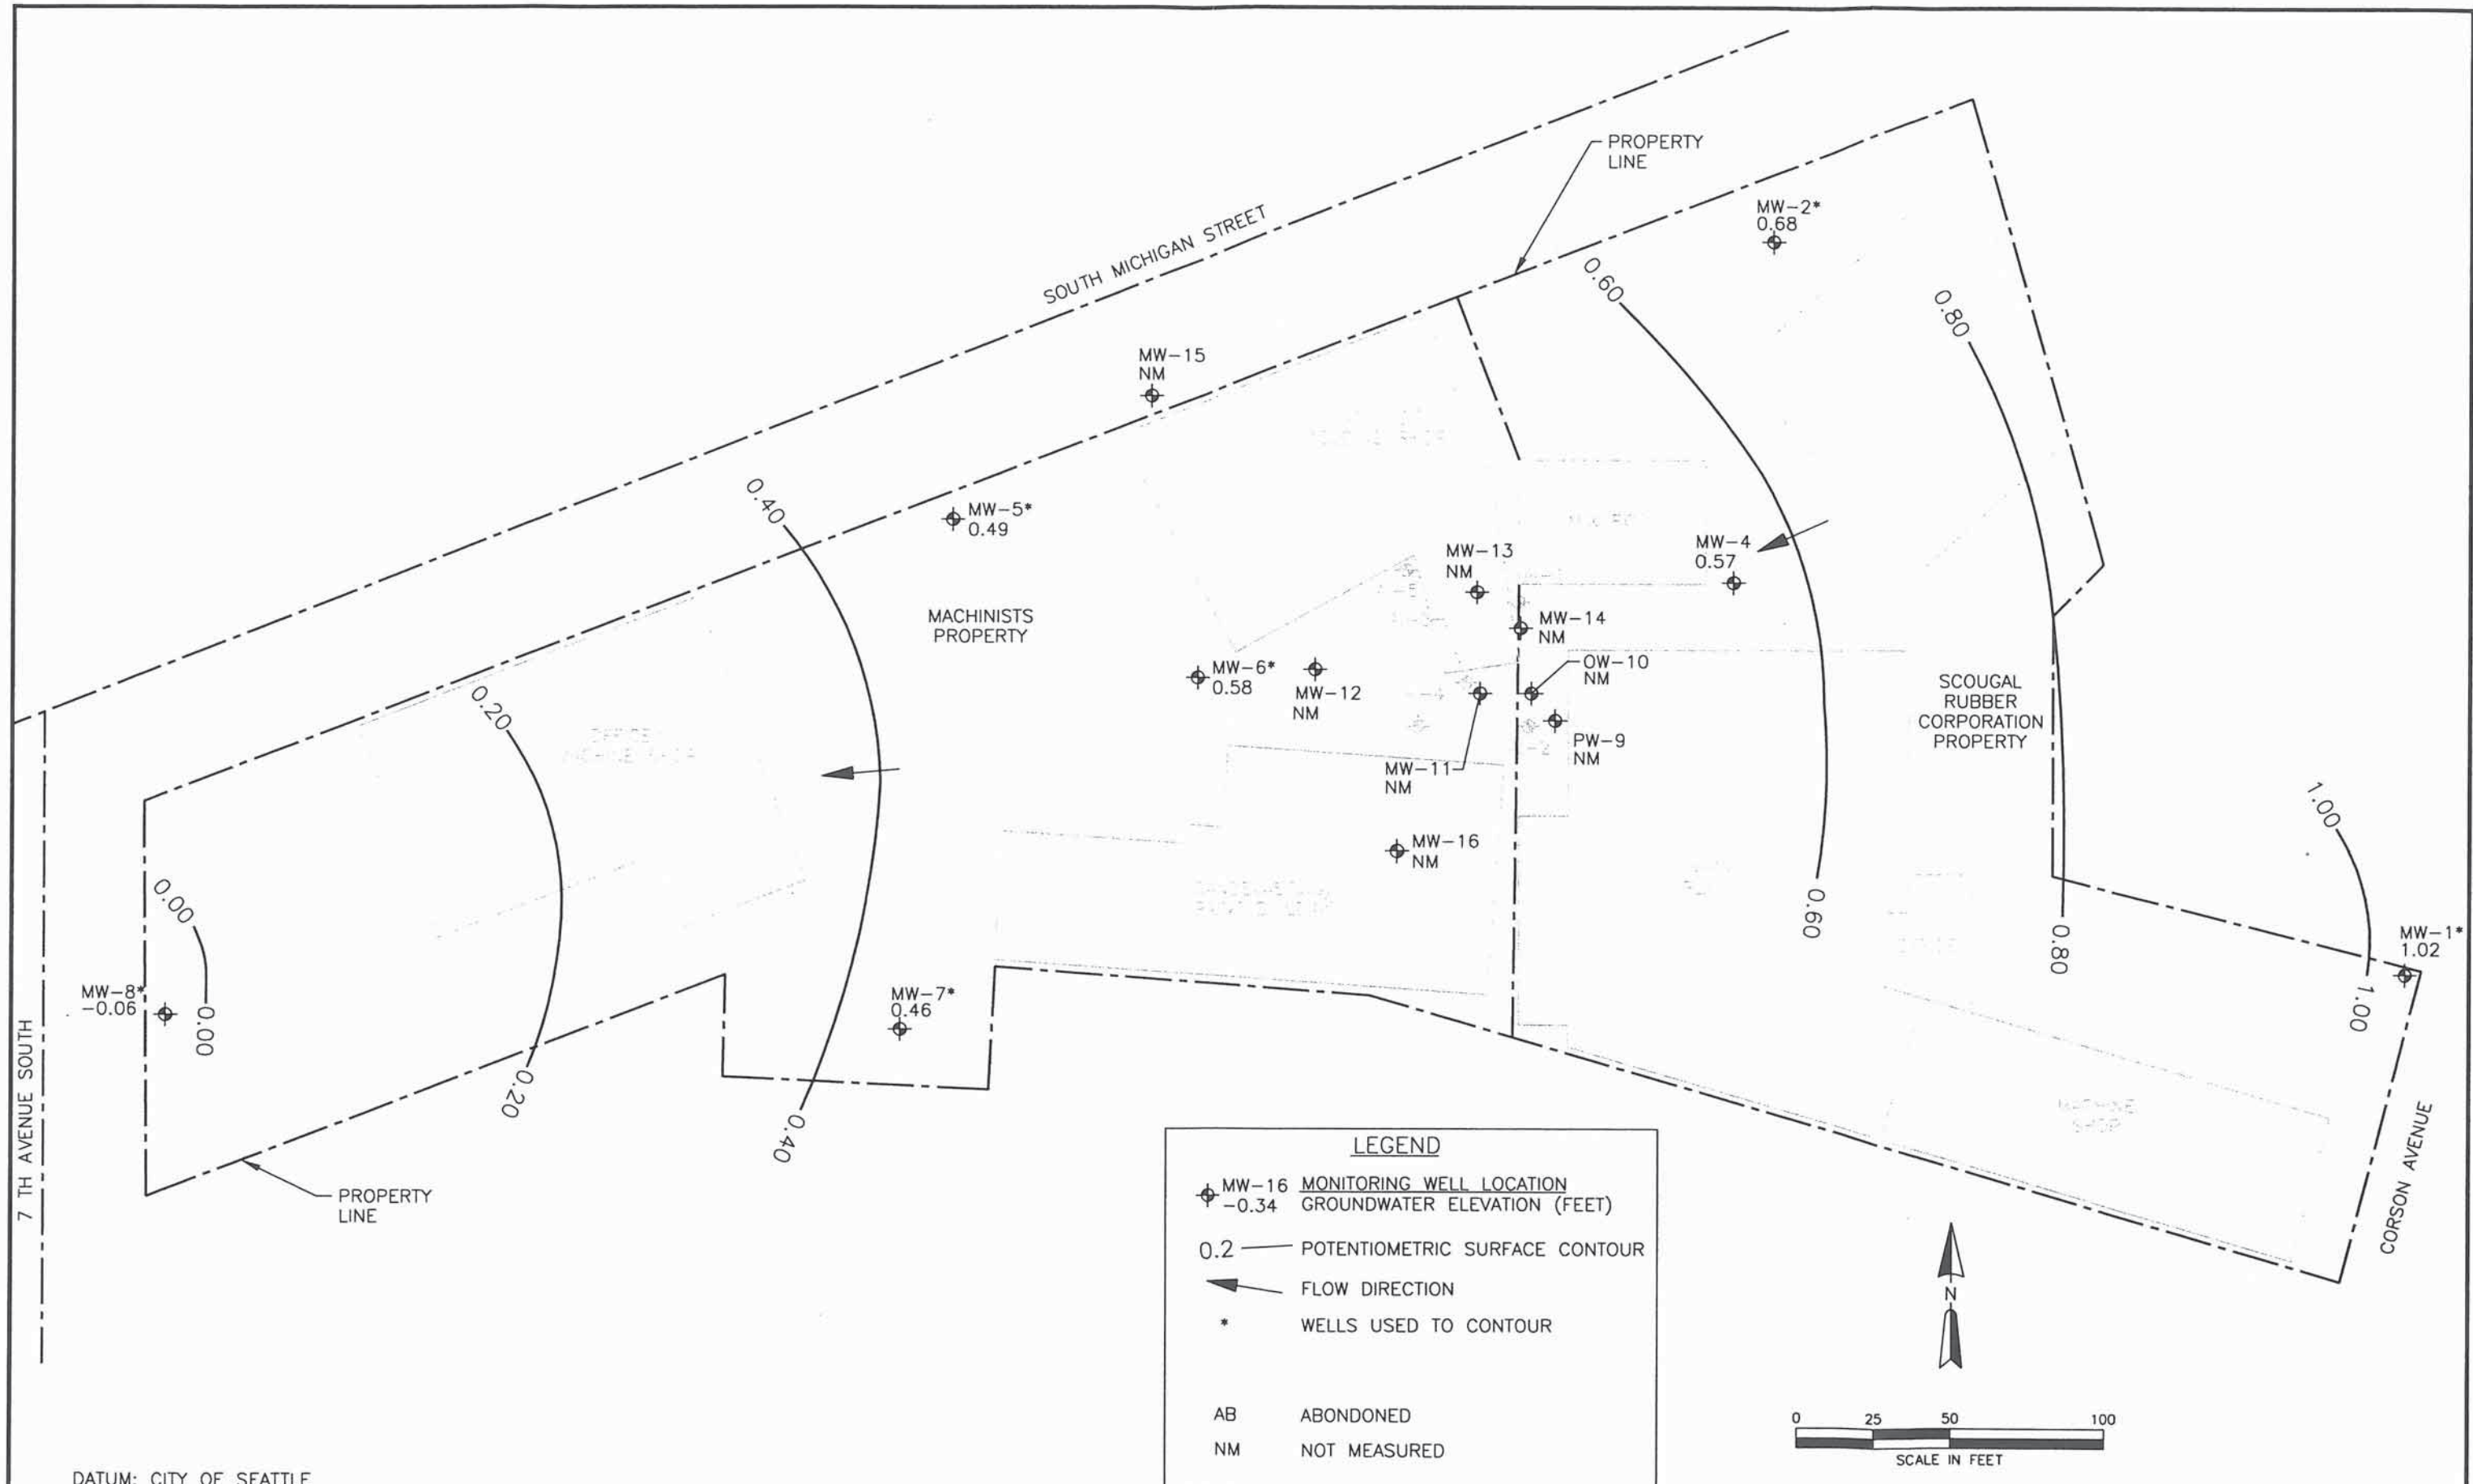 SOUTH MICHIGAN STREET
PROPERTY
LINE
MW-2*
0.68
0.60
0.80
MW-15
NM
0.40
MW-5*
0.49
MW-13
NM
MW-4
0.57
MACHINISTS
PROPERTY
MW-14
NM
MW-6*
0.58
MW-12
NM
OW-10
NM
SCOUGAL
RUBBER
CORPORATION
PROPERTY
0.20
PW-9
NM
MW-11
NM
1.00
MW-16
NM
0.00
0.60
0.80
MW-1*
1.02
MW-8*
-0.06
0.00
MW-7*
0.46
1.00
0.20
0.40
7 TH AVENUE SOUTH
CORSON AVENUE
PROPERTY
LINE
LEGEND
MW-16 MONITORING WELL LOCATION
-0.34 GROUNDWATER ELEVATION (FEET)
0.2 POTENTIOMETRIC SURFACE CONTOUR
FLOW DIRECTION
* WELLS USED TO CONTOUR
AB ABONDONED
NM NOT MEASURED
N
0 25 50 100
SCALE IN FEET
DATUM: CITY OF SEATTLE